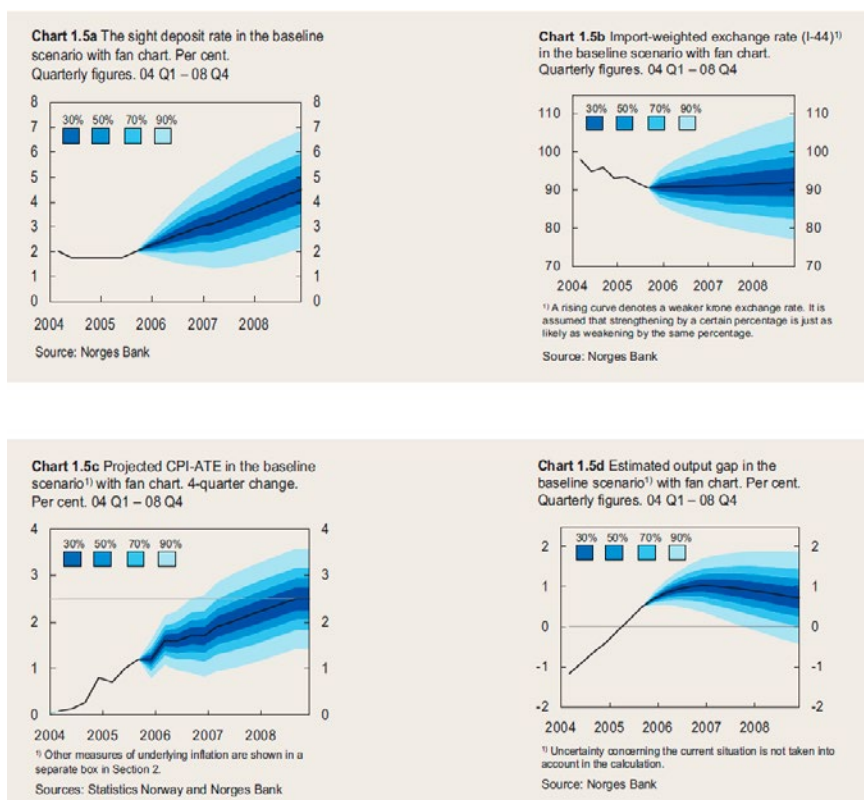 Chart 1.5a The sight deposit rate in the baseline
scenario with fan chart. Per cent.
Quarterly figures. 04 Q1 – 08 Q4
8 8
30% 50% 70% 90%
7 7
6 6
5 5
4 4
3 3
2 2
1 1
0 0
2004 2005 2006 2007 2008
Source: Norges Bank
Chart 1.5b Import-weighted exchange rate (I-44)¹⁾
in the baseline scenario with fan chart.
Quarterly figures. 04 Q1 – 08 Q4
30% 50% 70% 90%
110 110
100 100
90 90
80 80
70 70
2004 2005 2006 2007 2008
¹⁾ A rising curve denotes a weaker krone exchange rate. It is
assumed that strengthening by a certain percentage is just as
likely as weakening by the same percentage.
Source: Norges Bank
Chart 1.5c Projected CPI-ATE in the baseline
scenario¹⁾ with fan chart. 4-quarter change.
Per cent. 04 Q1 – 08 Q4
4 4
30% 50% 70% 90%
3 3
2 2
1 1
0 0
2004 2005 2006 2007 2008
¹⁾ Other measures of underlying inflation are shown in a
separate box in Section 2.
Sources: Statistics Norway and Norges Bank
Chart 1.5d Estimated output gap in the
baseline scenario¹⁾ with fan chart. Per cent.
Quarterly figures. 04 Q1 – 08 Q4
30% 50% 70% 90%
2 2
1 1
0 0
-1 -1
-2 -2
2004 2005 2006 2007 2008
¹⁾ Uncertainty concerning the current situation is not taken into
account in the calculation.
Source: Norges Bank